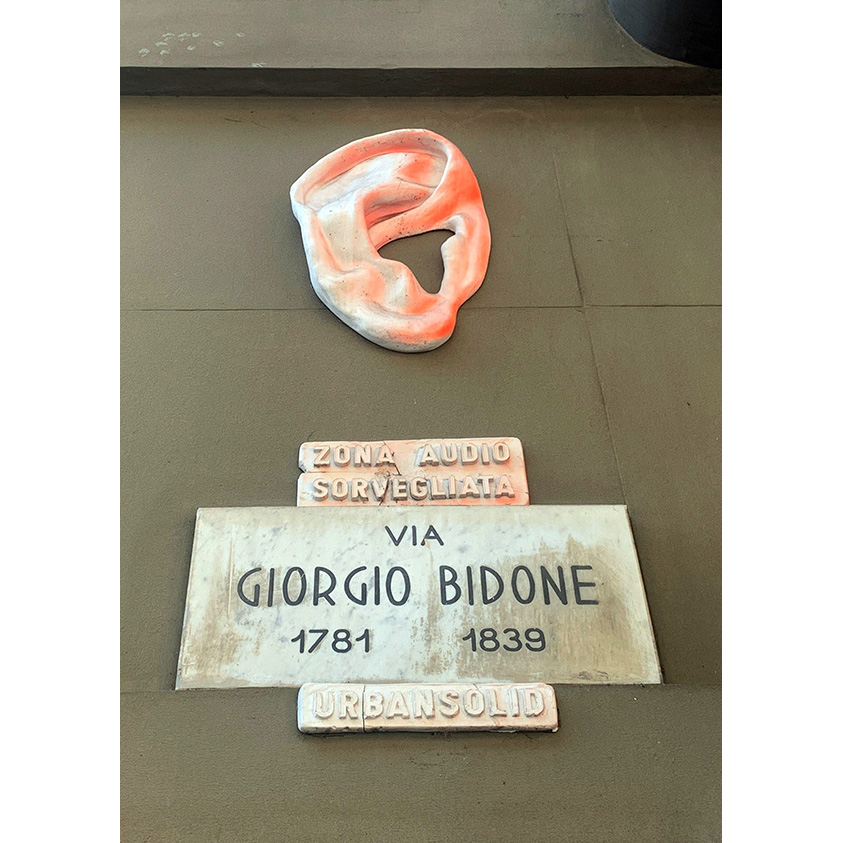 ZONA AUDIO
SORVEGLIATA
VIA
GIORGIO BIDONE
1781 1839
URBANSOLID